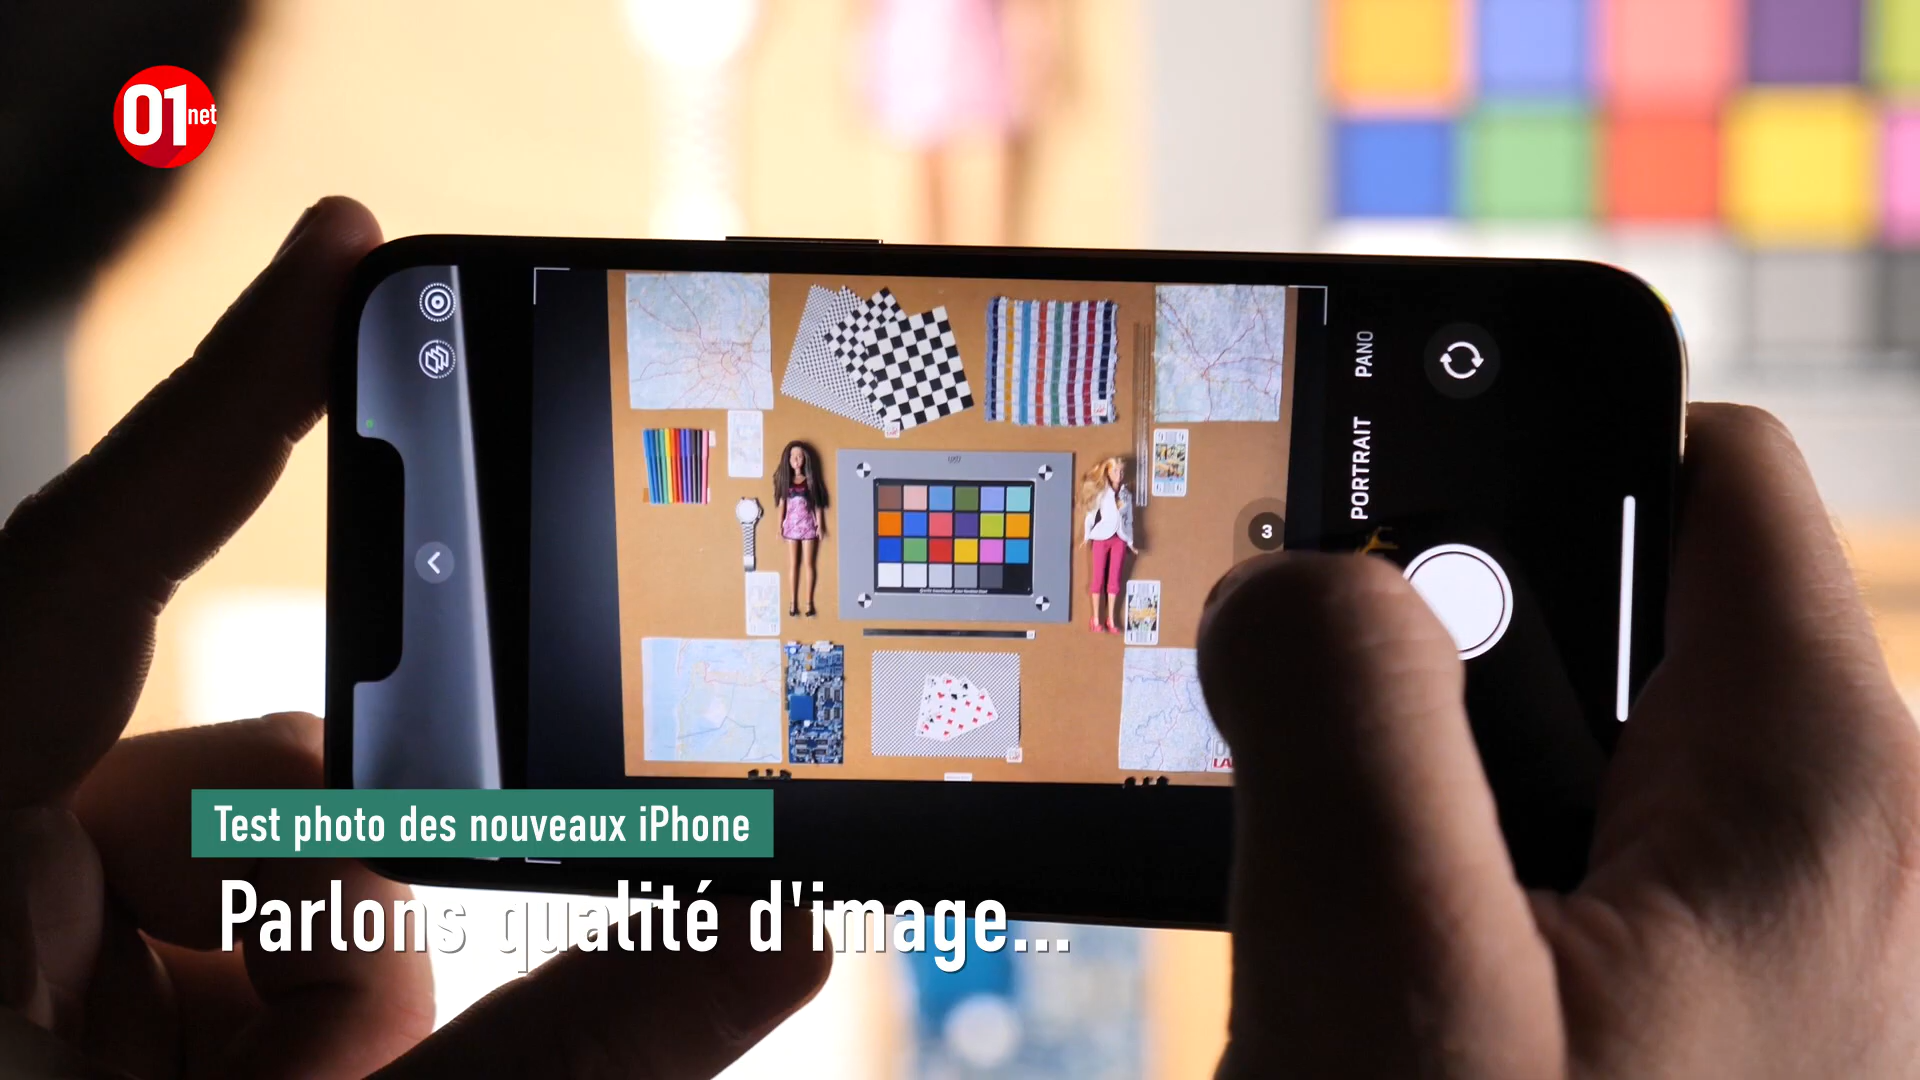 01net
PANO
PORTRAIT
3
Test photo des nouveaux iPhone
Parlons qualité d'image...